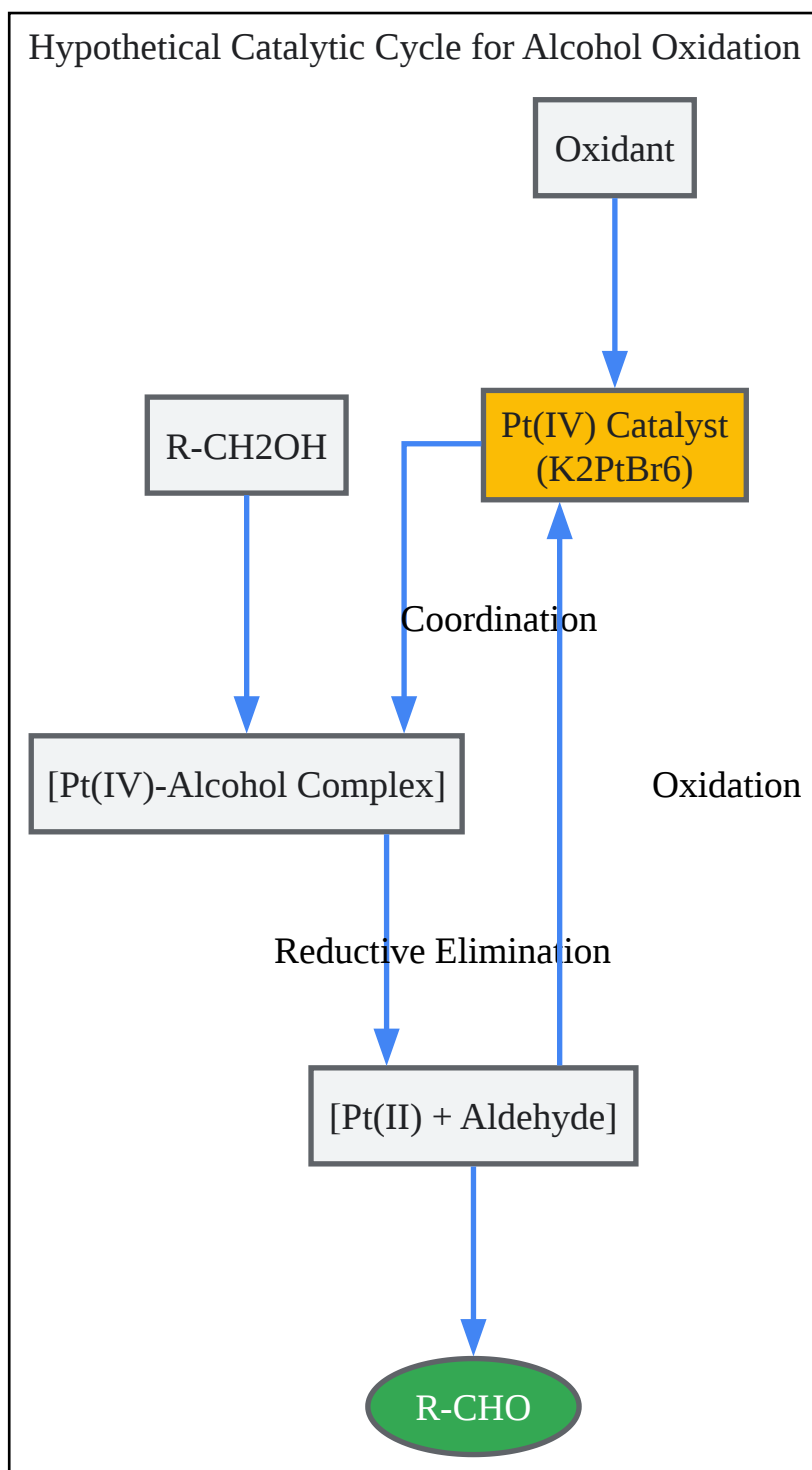 Hypothetical Catalytic Cycle for Alcohol Oxidation
Oxidant
R-CH2OH
Pt(IV) Catalyst
(K2PtBr6)
Coordination
[Pt(IV)-Alcohol Complex]
Oxidation
Reductive Elimination
[Pt(II) + Aldehyde]
R-CHO